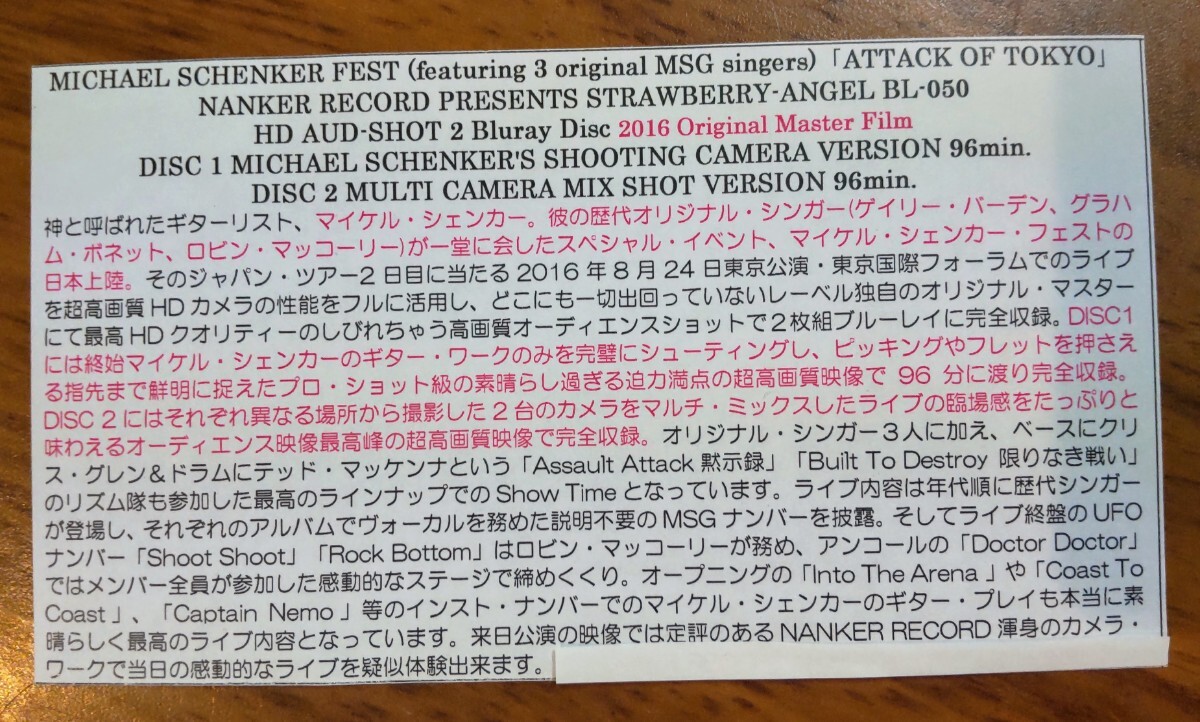 MICHAEL SCHENKER FEST (featuring 3 original MSG singers)「ATTACK OF TOKYO」
NANKER RECORD PRESENTS STRAWBERRY-ANGEL BL-050
HD AUD-SHOT 2 Bluray Disc 2016 Original Master Film
DISC 1 MICHAEL SCHENKER'S SHOOTING CAMERA VERSION 96min.
DISC 2 MULTI CAMERA MIX SHOT VERSION 96min.
神と呼ばれたギターリスト、マイケル・シェンカー。彼の歴代オリジナル・シンガー(ゲイリー・バーデン、グラハ
ム・ボネット、ロビン・マッコーリー)が一堂に会したスペシャル・イベント、マイケル・シェンカー・フェストの
日本上陸。そのジャパン・ツアー2日目に当たる2016年8月24日東京公演・東京国際フォーラムでのライブ
を超高画質HDカメラの性能をフルに活用し、どこにも一切出回っていないレーベル独自のオリジナル・マスター
にて最高HDクオリティーのしびれちゃう高画質オーディエンスショットで2枚組ブルーレイに完全収録。DISC1
には終始マイケル・シェンカーのギター・ワークのみを完璧にシューティングし、ピッキングやフレットを押さえ
る指先まで鮮明に捉えたプロ・ショット級の素晴らし過ぎる迫力満点の超高画質映像で96分に渡り完全収録。
DISC 2にはそれぞれ異なる場所から撮影した2台のカメラをマルチ・ミックスしたライブの臨場感をたっぷりと
味わえるオーディエンス映像最高峰の超高画質映像で完全収録。オリジナル・シンガー3人に加え、ベースにクリ
ス・グレン&ドラムにテッド・マッケンナという「Assault Attack 黙示録」「Built To Destroy 限りなき戦い」
のリズム隊も参加した最高のラインナップでのShow Timeとなっています。ライブ内容は年代順に歴代シンガー
が登場し、それぞれのアルバムでヴォーカルを務めた説明不要のMSGナンバーを披露。そしてライブ終盤のUFO
ナンバー「Shoot Shoot」「Rock Bottom」はロビン・マッコーリーが務め、アンコールの「Doctor Doctor」
ではメンバー全員が参加した感動的なステージで締めくくり。オープニングの「Into The Arena」や「Coast To
Coast」、「Captain Nemo」等のインスト・ナンバーでのマイケル・シェンカーのギター・プレイも本当に素
晴らしく最高のライブ内容となっています。来日公演の映像では定評のあるNANKER RECORD渾身のカメラ・
ワークで当日の感動的なライブを疑似体験出来ます。